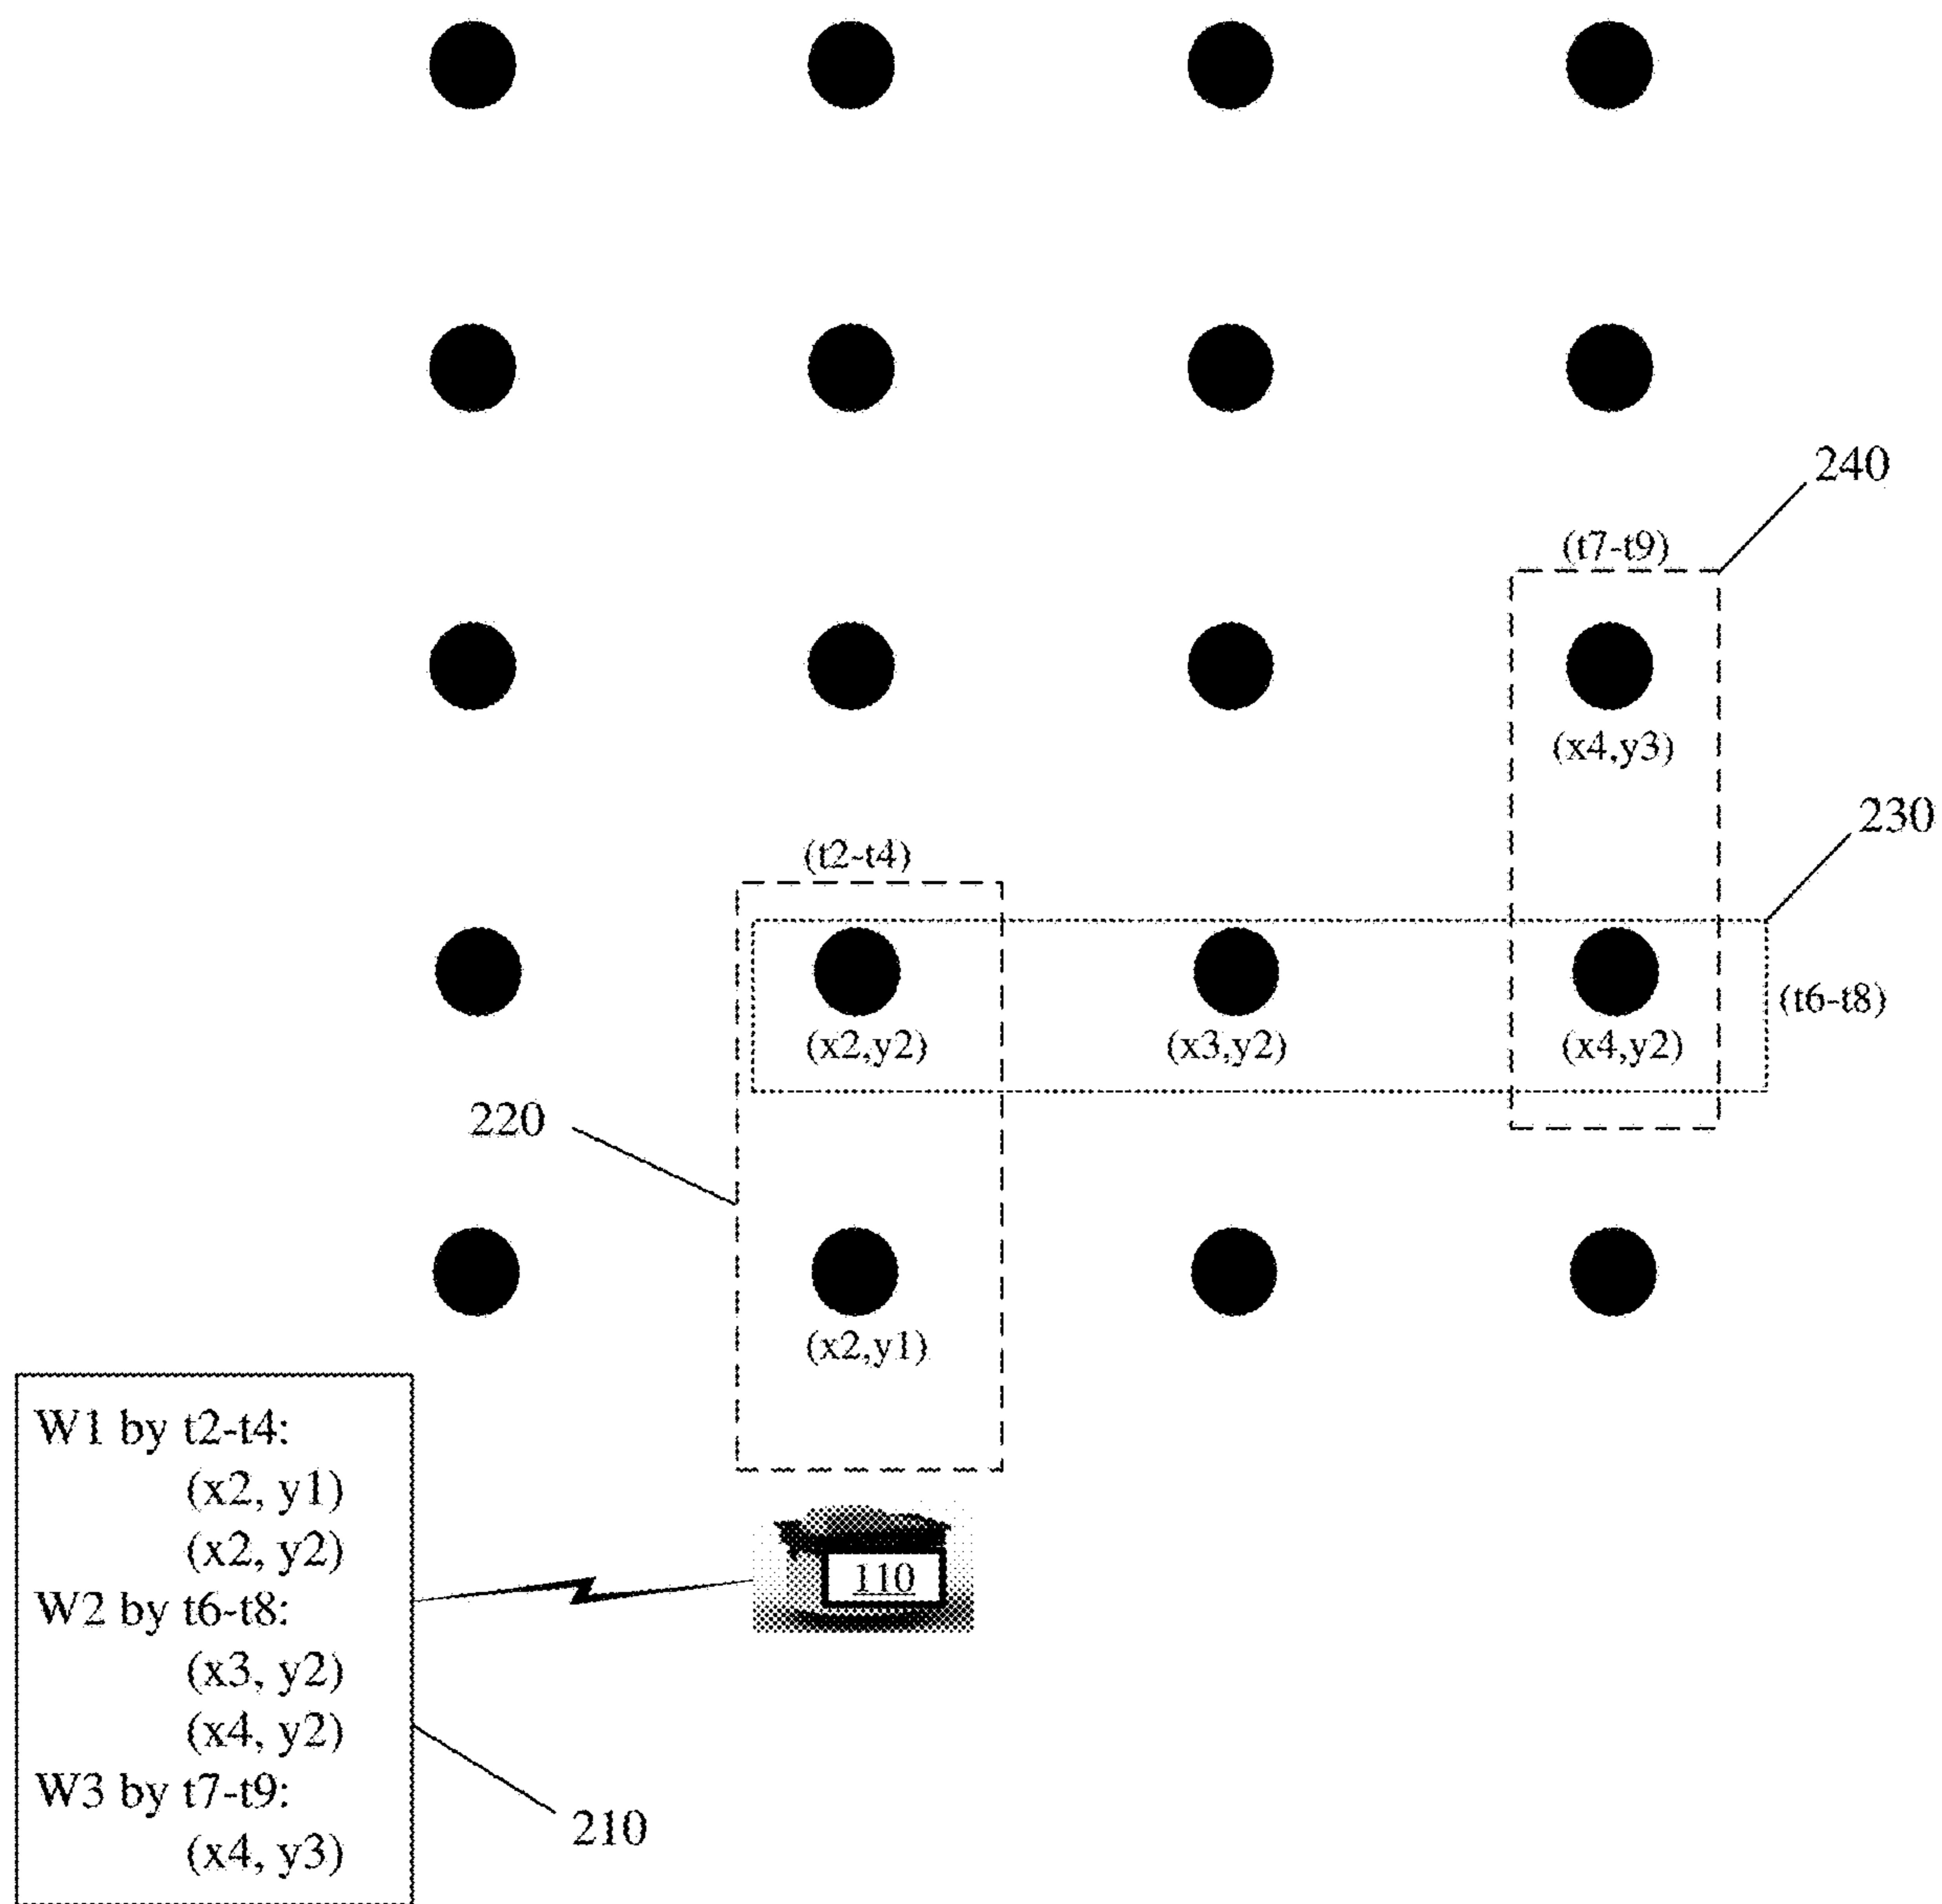 240
(t7-t9)
(x4,y3)
230
(t2-t4)
(t6-t8)
(x2,y2)
(x3,y2)
(x4,y2)
220
(x2,y1)
W1 by t2-t4:
(x2, y1)
(x2, y2)
W2 by t6-t8:
(x3, y2)
(x4, y2)
W3 by t7-t9:
(x4, y3)
110
210